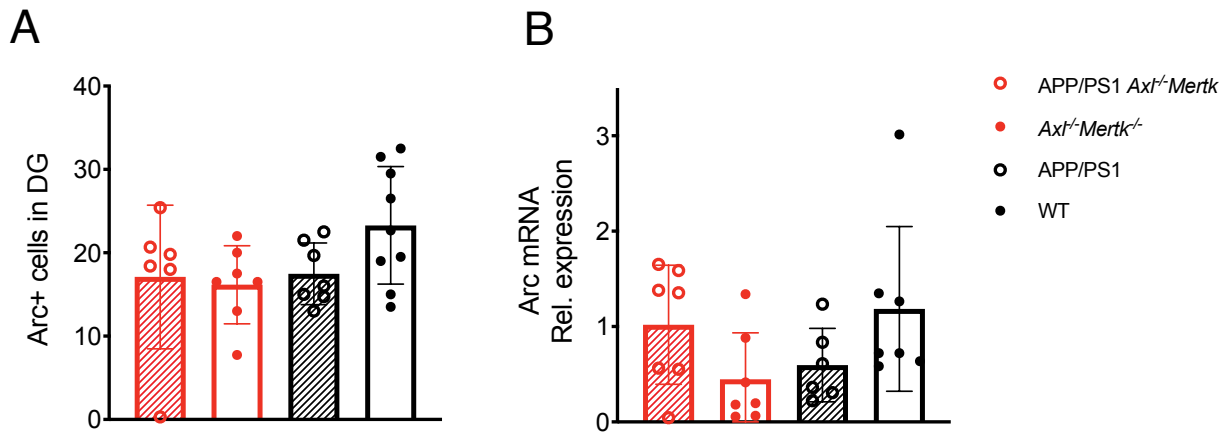 A
B
Arc+ cells in DG
40
30
20
10
0
Arc mRNA
Rel. expression
3
2
1
0
APP/PS1 Axl-/-Mertk
Axl-/-Mertk-/-
APP/PS1
WT